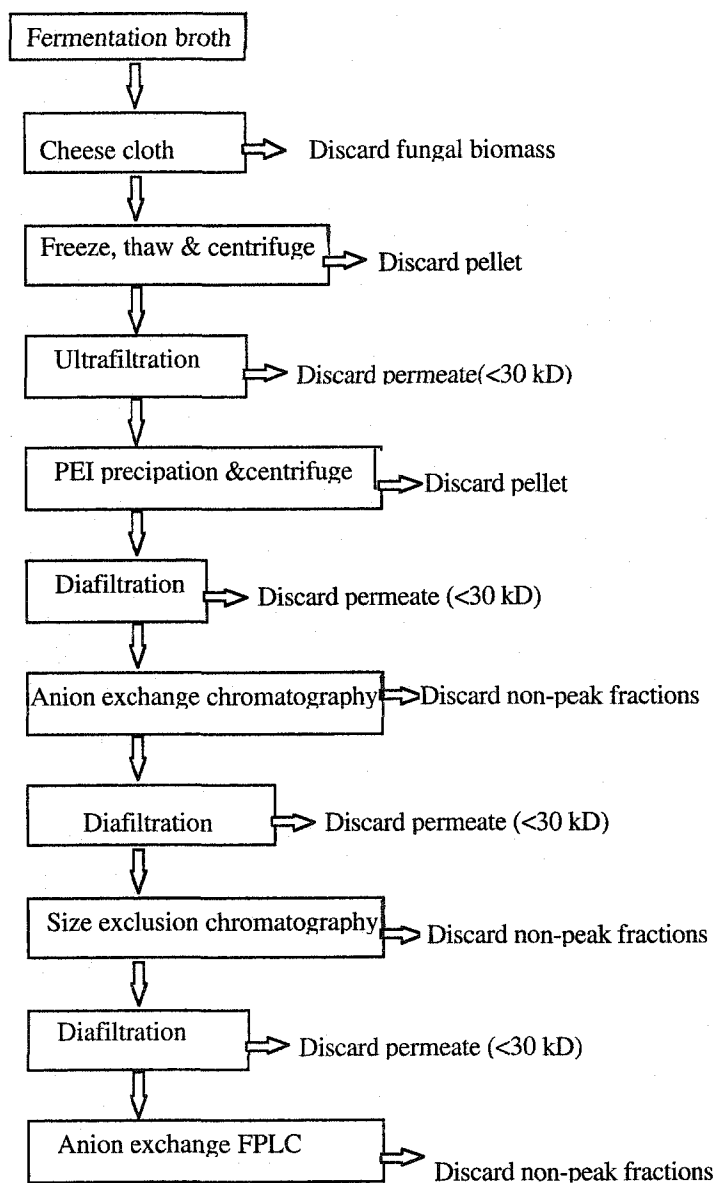 Fermentation broth
Cheese cloth
Discard fungal biomass
Freeze, thaw & centrifuge
Discard pellet
Ultrafiltration
Discard permeate(<30 kD)
PEI precipation &centrifuge
Discard pellet
Diafiltration
Discard permeate (<30 kD)
Anion exchange chromatography
Discard non-peak fractions
Diafiltration
Discard permeate (<30 kD)
Size exclusion chromatography
Discard non-peak fractions
Diafiltration
Discard permeate (<30 kD)
Anion exchange FPLC
Discard non-peak fractions